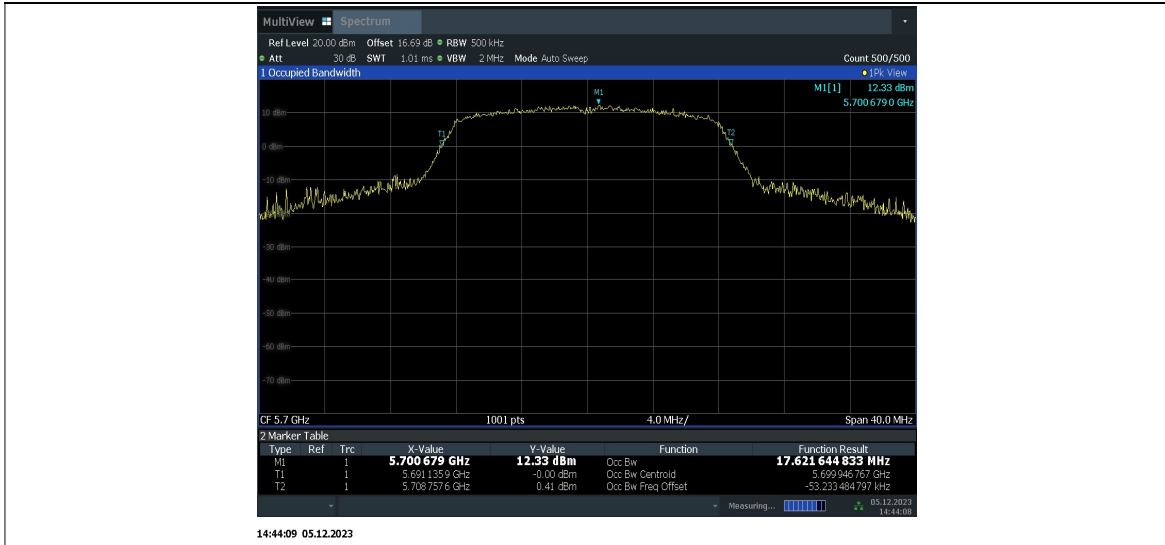 MultiView Spectrum
Ref Level 20.00 dBm Offset 16.69 dB RBW 500 kHz
Att 30 dB SWT 1.01 ms VBW 2 MHz Mode Auto Sweep Count 500/500
1 Occupied Bandwidth 1Pk View
M1[1] 12.33 dBm
5.700 679 0 GHz
M1
10 dBm
T1 T2
0 dBm
-10 dBm
-30 dBm
-40 dBm
-50 dBm
-60 dBm
-70 dBm
CF 5.7 GHz 1001 pts 4.0 MHz/ Span 40.0 MHz
2 Marker Table
Type Ref Trc X-Value Y-Value Function Function Result
M1 1 5.700 679 GHz 12.33 dBm Occ Bw 17.621 644 833 MHz
T1 1 5.691 135 9 GHz -0.00 dBm Occ Bw Centroid 5.699 946 767 GHz
T2 1 5.708 757 6 GHz 0.41 dBm Occ Bw Freq Offset -53.233 484 797 kHz
Measuring... 05.12.2023
14:44:08
14:44:09 05.12.2023